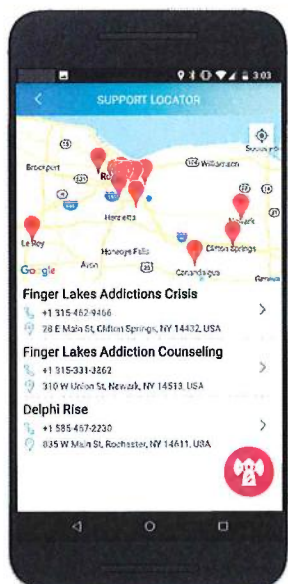 3:03
SUPPORT LOCATOR
Brockport
Williamson
Henrietta
Newark
Le Roy
Honeoye Falls
Clifton Springs
Avon
Canandaigua
Geneva
Google
Finger Lakes Addictions Crisis
+1 315-462-9466
28 E Main St, Clifton Springs, NY 14432, USA
Finger Lakes Addiction Counseling
+1 315-331-3862
310 W Union St, Newark, NY 14513, USA
Delphi Rise
+1 585-467-2230
835 W Main St, Rochester, NY 14611, USA